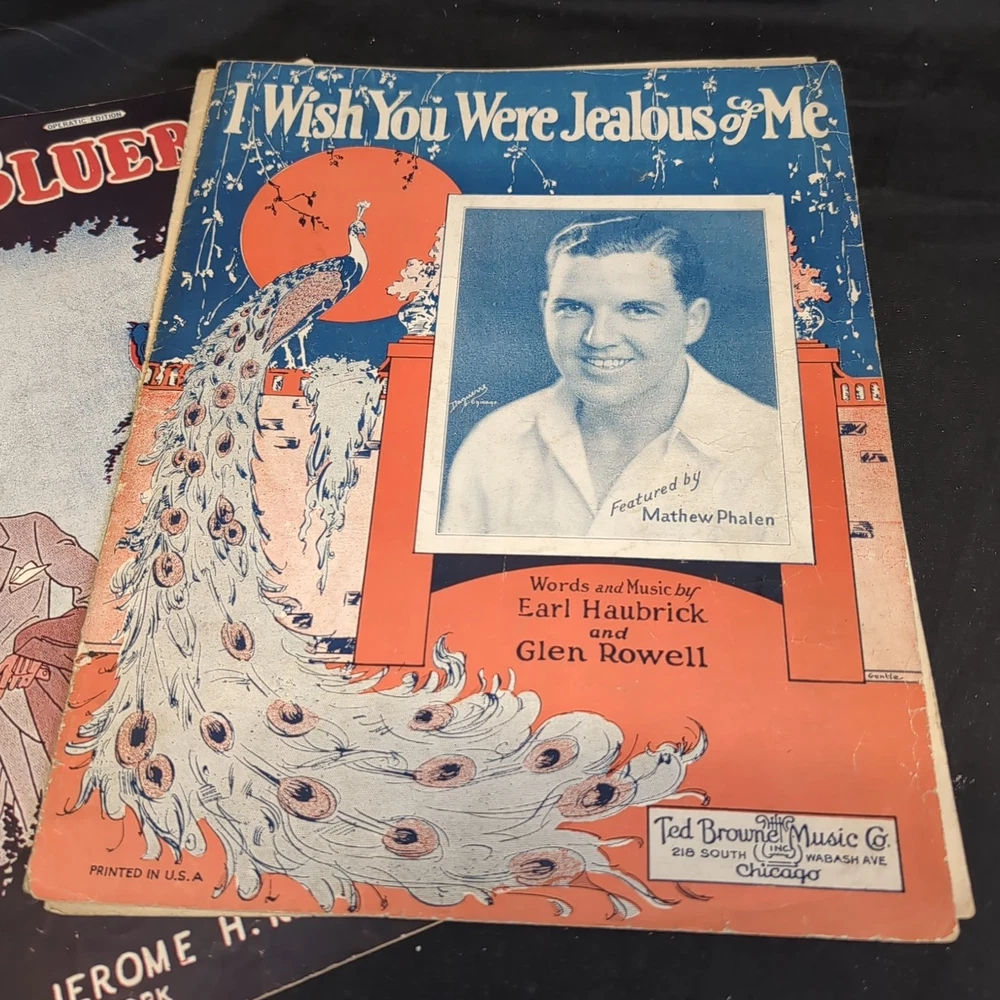 I Wish You Were Jealous of Me
Featured by
Mathew Phalen
Words and Music by
Earl Haubrick
and
Glen Rowell
Ted Browne Music Co.
INC
218 SOUTH WABASH AVE
Chicago
PRINTED IN U.S.A
OPERATIC EDITION
JEROME H.